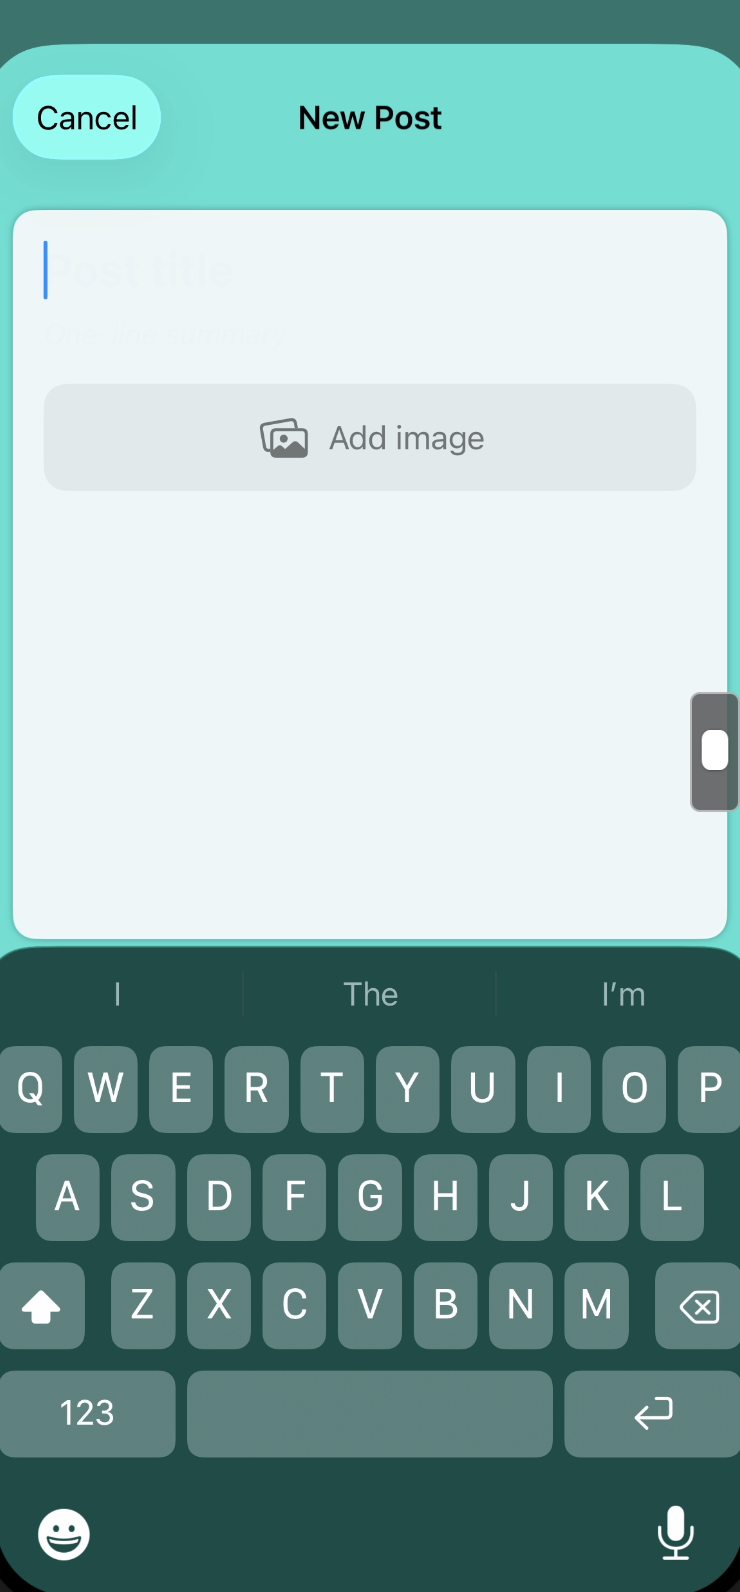 Cancel
New Post
Post title
One-line summary
Add image
I
The
I'm
Q W E R T Y U I O P
A S D F G H J K L
Z X C V B N M
123